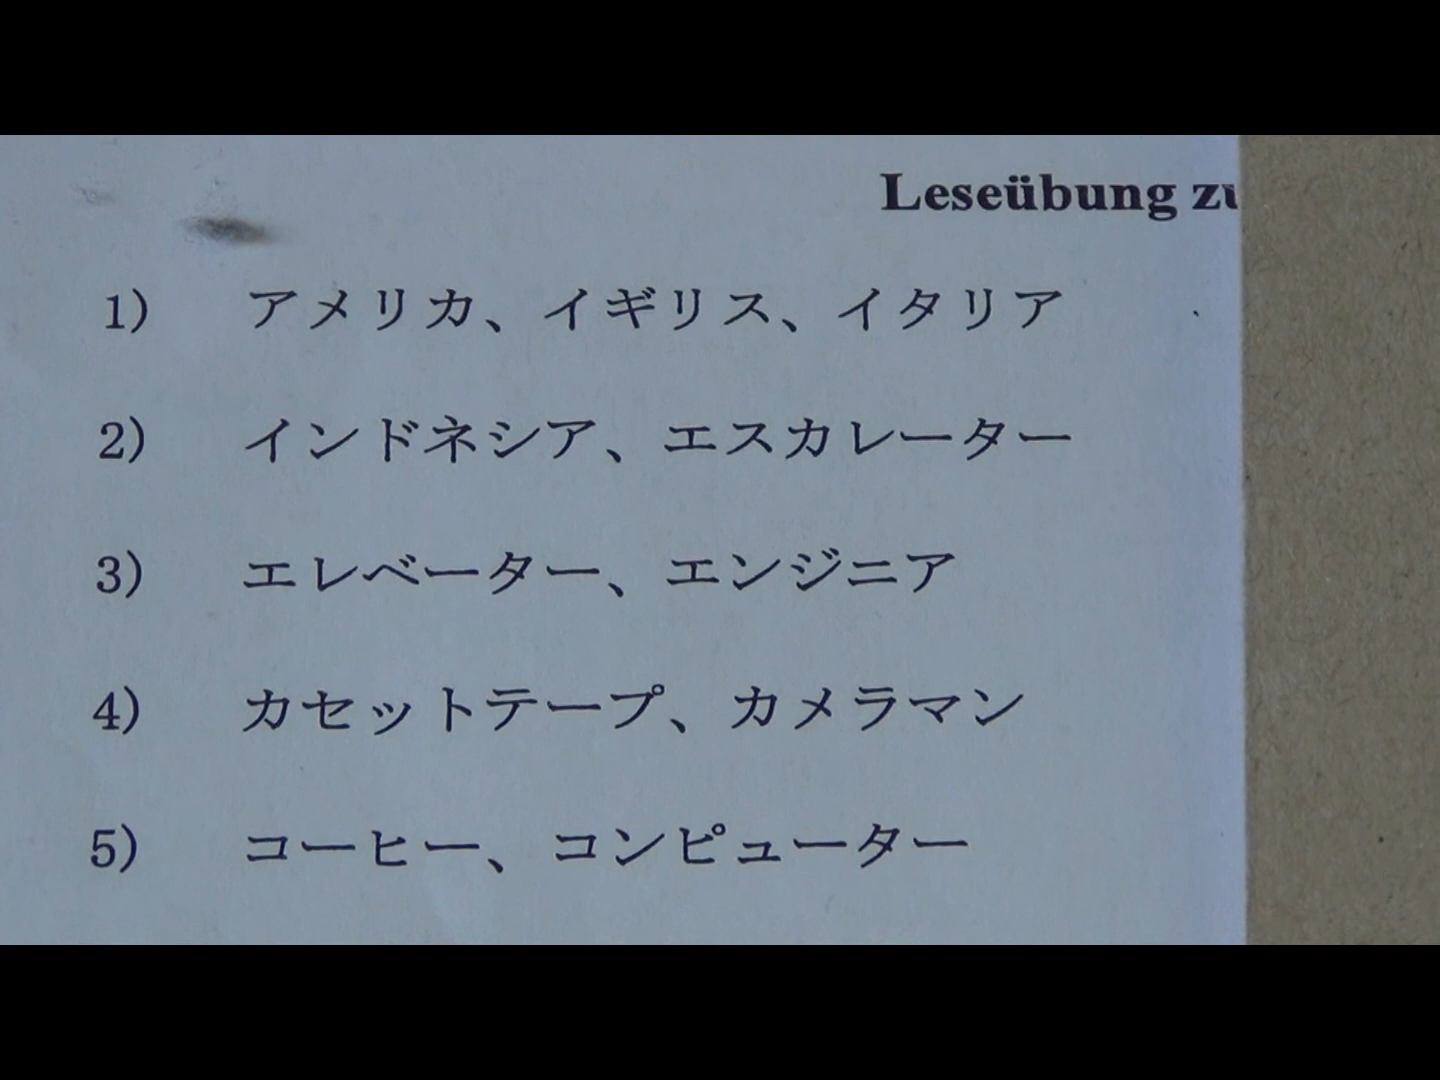 Leseübung zu
1) アメリカ、イギリス、イタリア
2) インドネシア、エスカレーター
3) エレベーター、エンジニア
4) カセットテープ、カメラマン
5) コーヒー、コンピューター